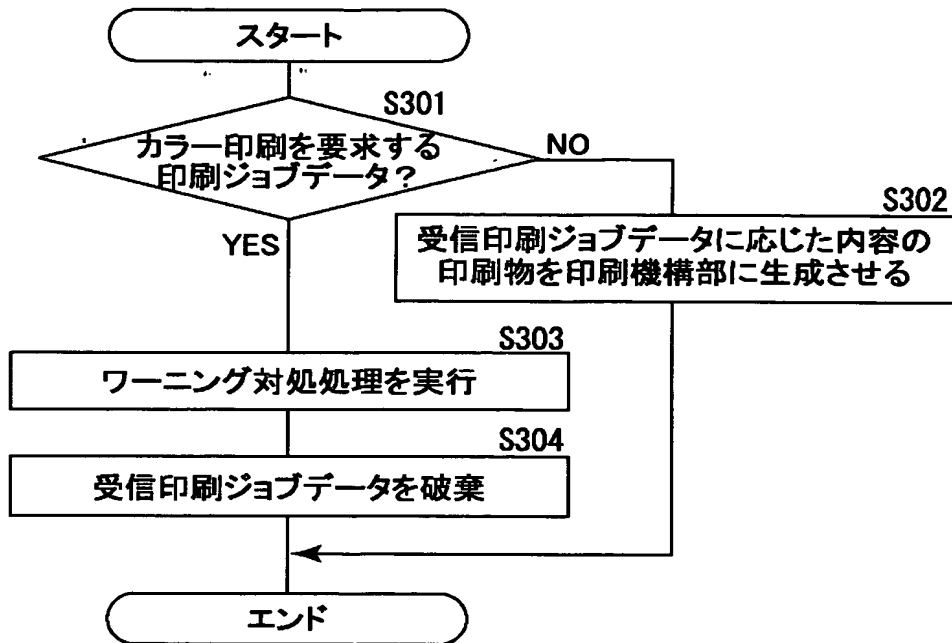 スタート
S301
カラー印刷を要求する
印刷ジョブデータ？
NO
YES
S302
受信印刷ジョブデータに応じた内容の
印刷物を印刷機構部に生成させる
S303
ワーニング対処処理を実行
S304
受信印刷ジョブデータを破棄
エンド